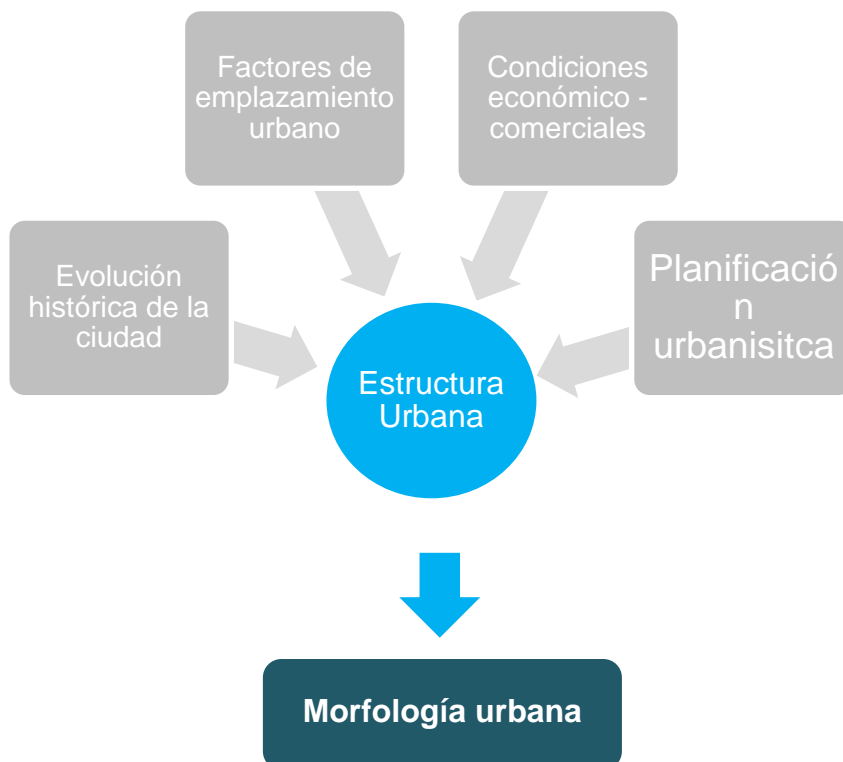 Factores de
emplazamiento
urbano
Condiciones
económico -
comerciales
Evolución
histórica de la
ciudad
Planificació
n
urbanisitca
Estructura
Urbana
Morfología urbana